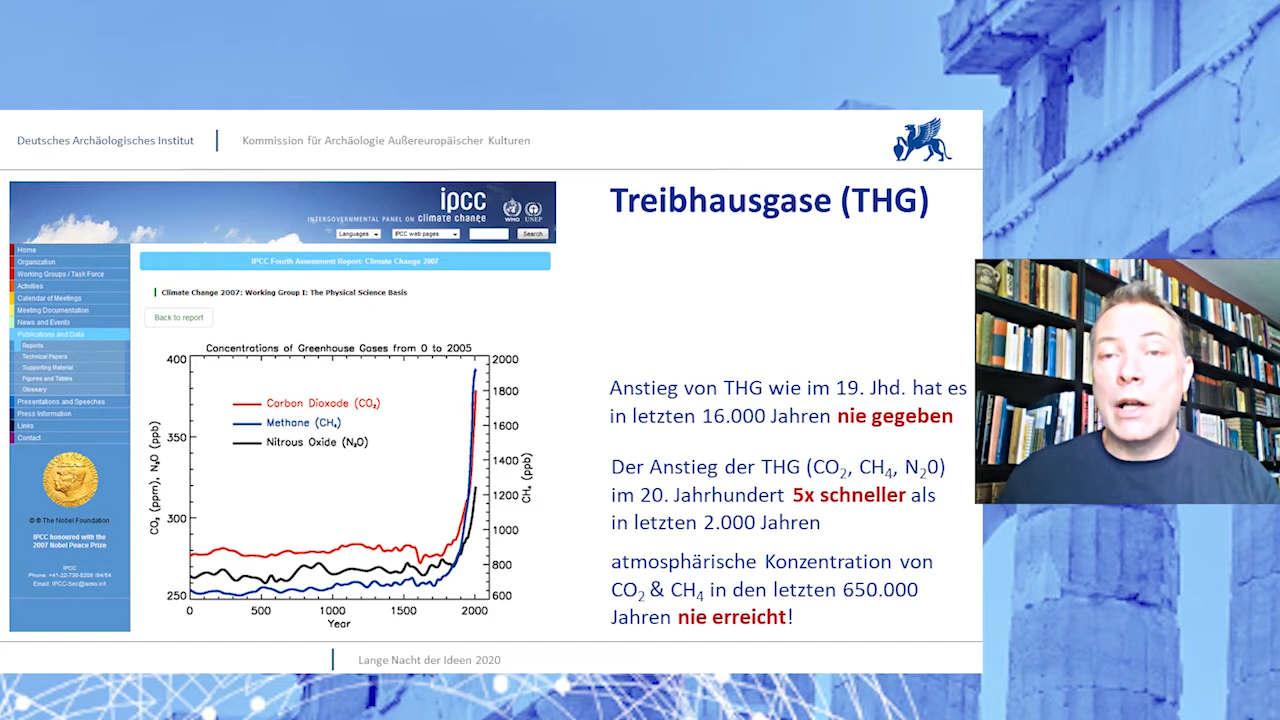 Deutsches Archäologisches Institut
Kommission für Archäologie Außereuropäischer Kulturen
ipcc
INTERGOVERNMENTAL PANEL ON climate change
WMO UNEP
Languages
IPCC web pages
Search
Home
Organization
Working Groups / Task Force
Activities
Calendar of Meetings
Meeting Documentation
News and Events
Publications and Data
Reports
Technical Papers
Supporting Material
Figures and Tables
Glossary
Presentations and Speeches
Press Information
Links
Contact
© ® The Nobel Foundation
IPCC honoured with the
2007 Nobel Peace Prize
IPCC
Phone: +41-22-730-8208 /84/54
Email: IPCC-Sec@wmo.int
IPCC Fourth Assessment Report: Climate Change 2007
Climate Change 2007: Working Group I: The Physical Science Basis
Back to report
Concentrations of Greenhouse Gases from 0 to 2005
400
350
300
250
CO₂ (ppm), N₂O (ppb)
Carbon Dioxode (CO₂)
Methane (CH₄)
Nitrous Oxide (N₂O)
2000
1800
1600
1400
1200
1000
800
600
CH₄ (ppb)
0 500 1000 1500 2000
Year
Treibhausgase (THG)
Anstieg von THG wie im 19. Jhd. hat es
in letzten 16.000 Jahren nie gegeben
Der Anstieg der THG (CO₂, CH₄, N₂0)
im 20. Jahrhundert 5x schneller als
in letzten 2.000 Jahren
atmosphärische Konzentration von
CO₂ & CH₄ in den letzten 650.000
Jahren nie erreicht!
Lange Nacht der Ideen 2020